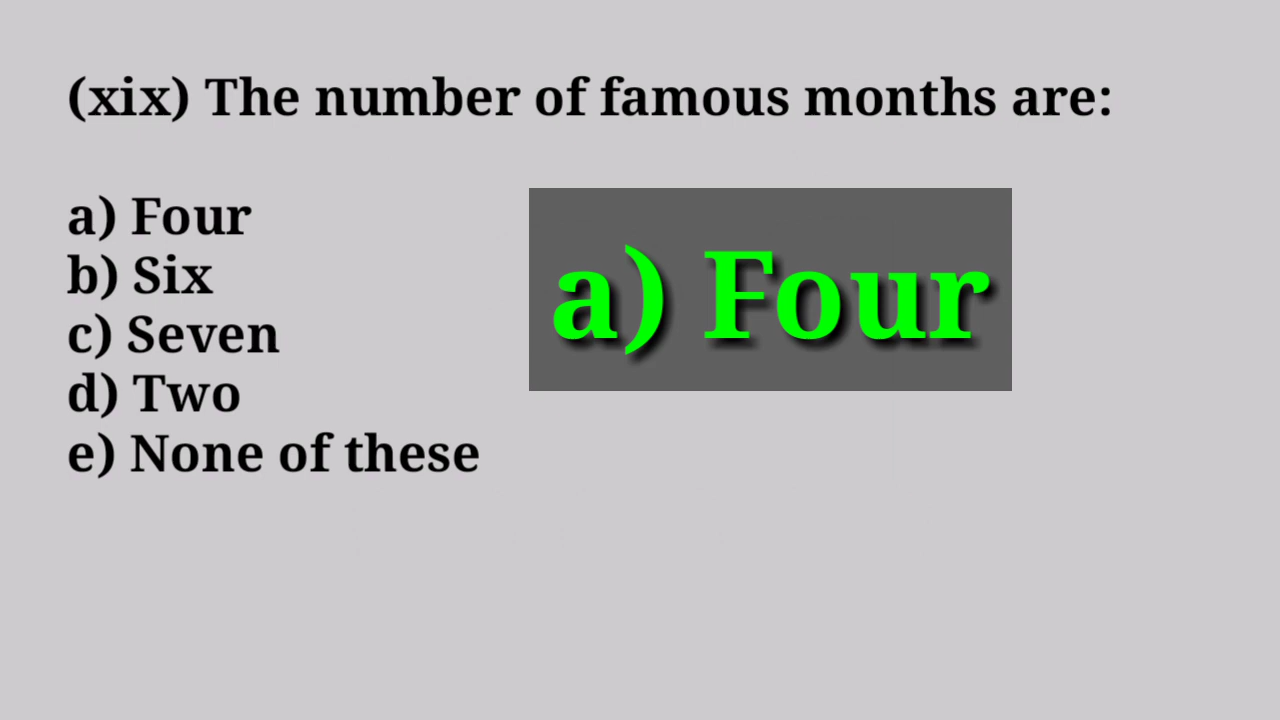 (xix) The number of famous months are:
a) Four
b) Six
c) Seven
d) Two
e) None of these
a) Four